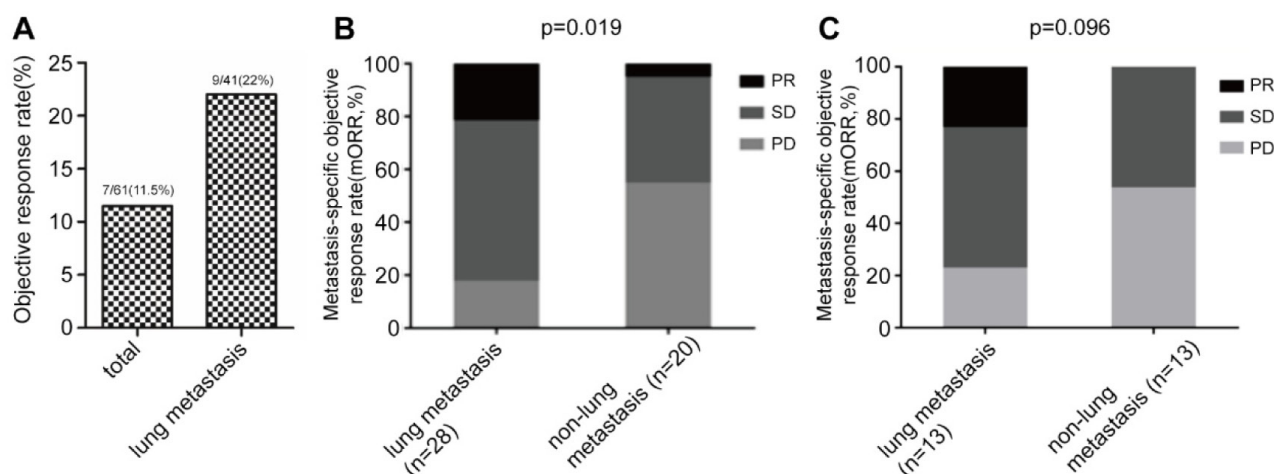 A
Objective response rate(%)
25
20
15
10
5
0
7/61(11.5%)
9/41(22%)
total
lung metastasis
B
p=0.019
Metastasis-specific objective
response rate(mORR,%)
100
80
60
40
20
0
PR
SD
PD
lung metastasis
(n=28)
non-lung
metastasis (n=20)
C
p=0.096
Metastasis-specific objective
response rate(mORR,%)
100
80
60
40
20
0
PR
SD
PD
lung metastasis
(n=13)
non-lung
metastasis (n=13)